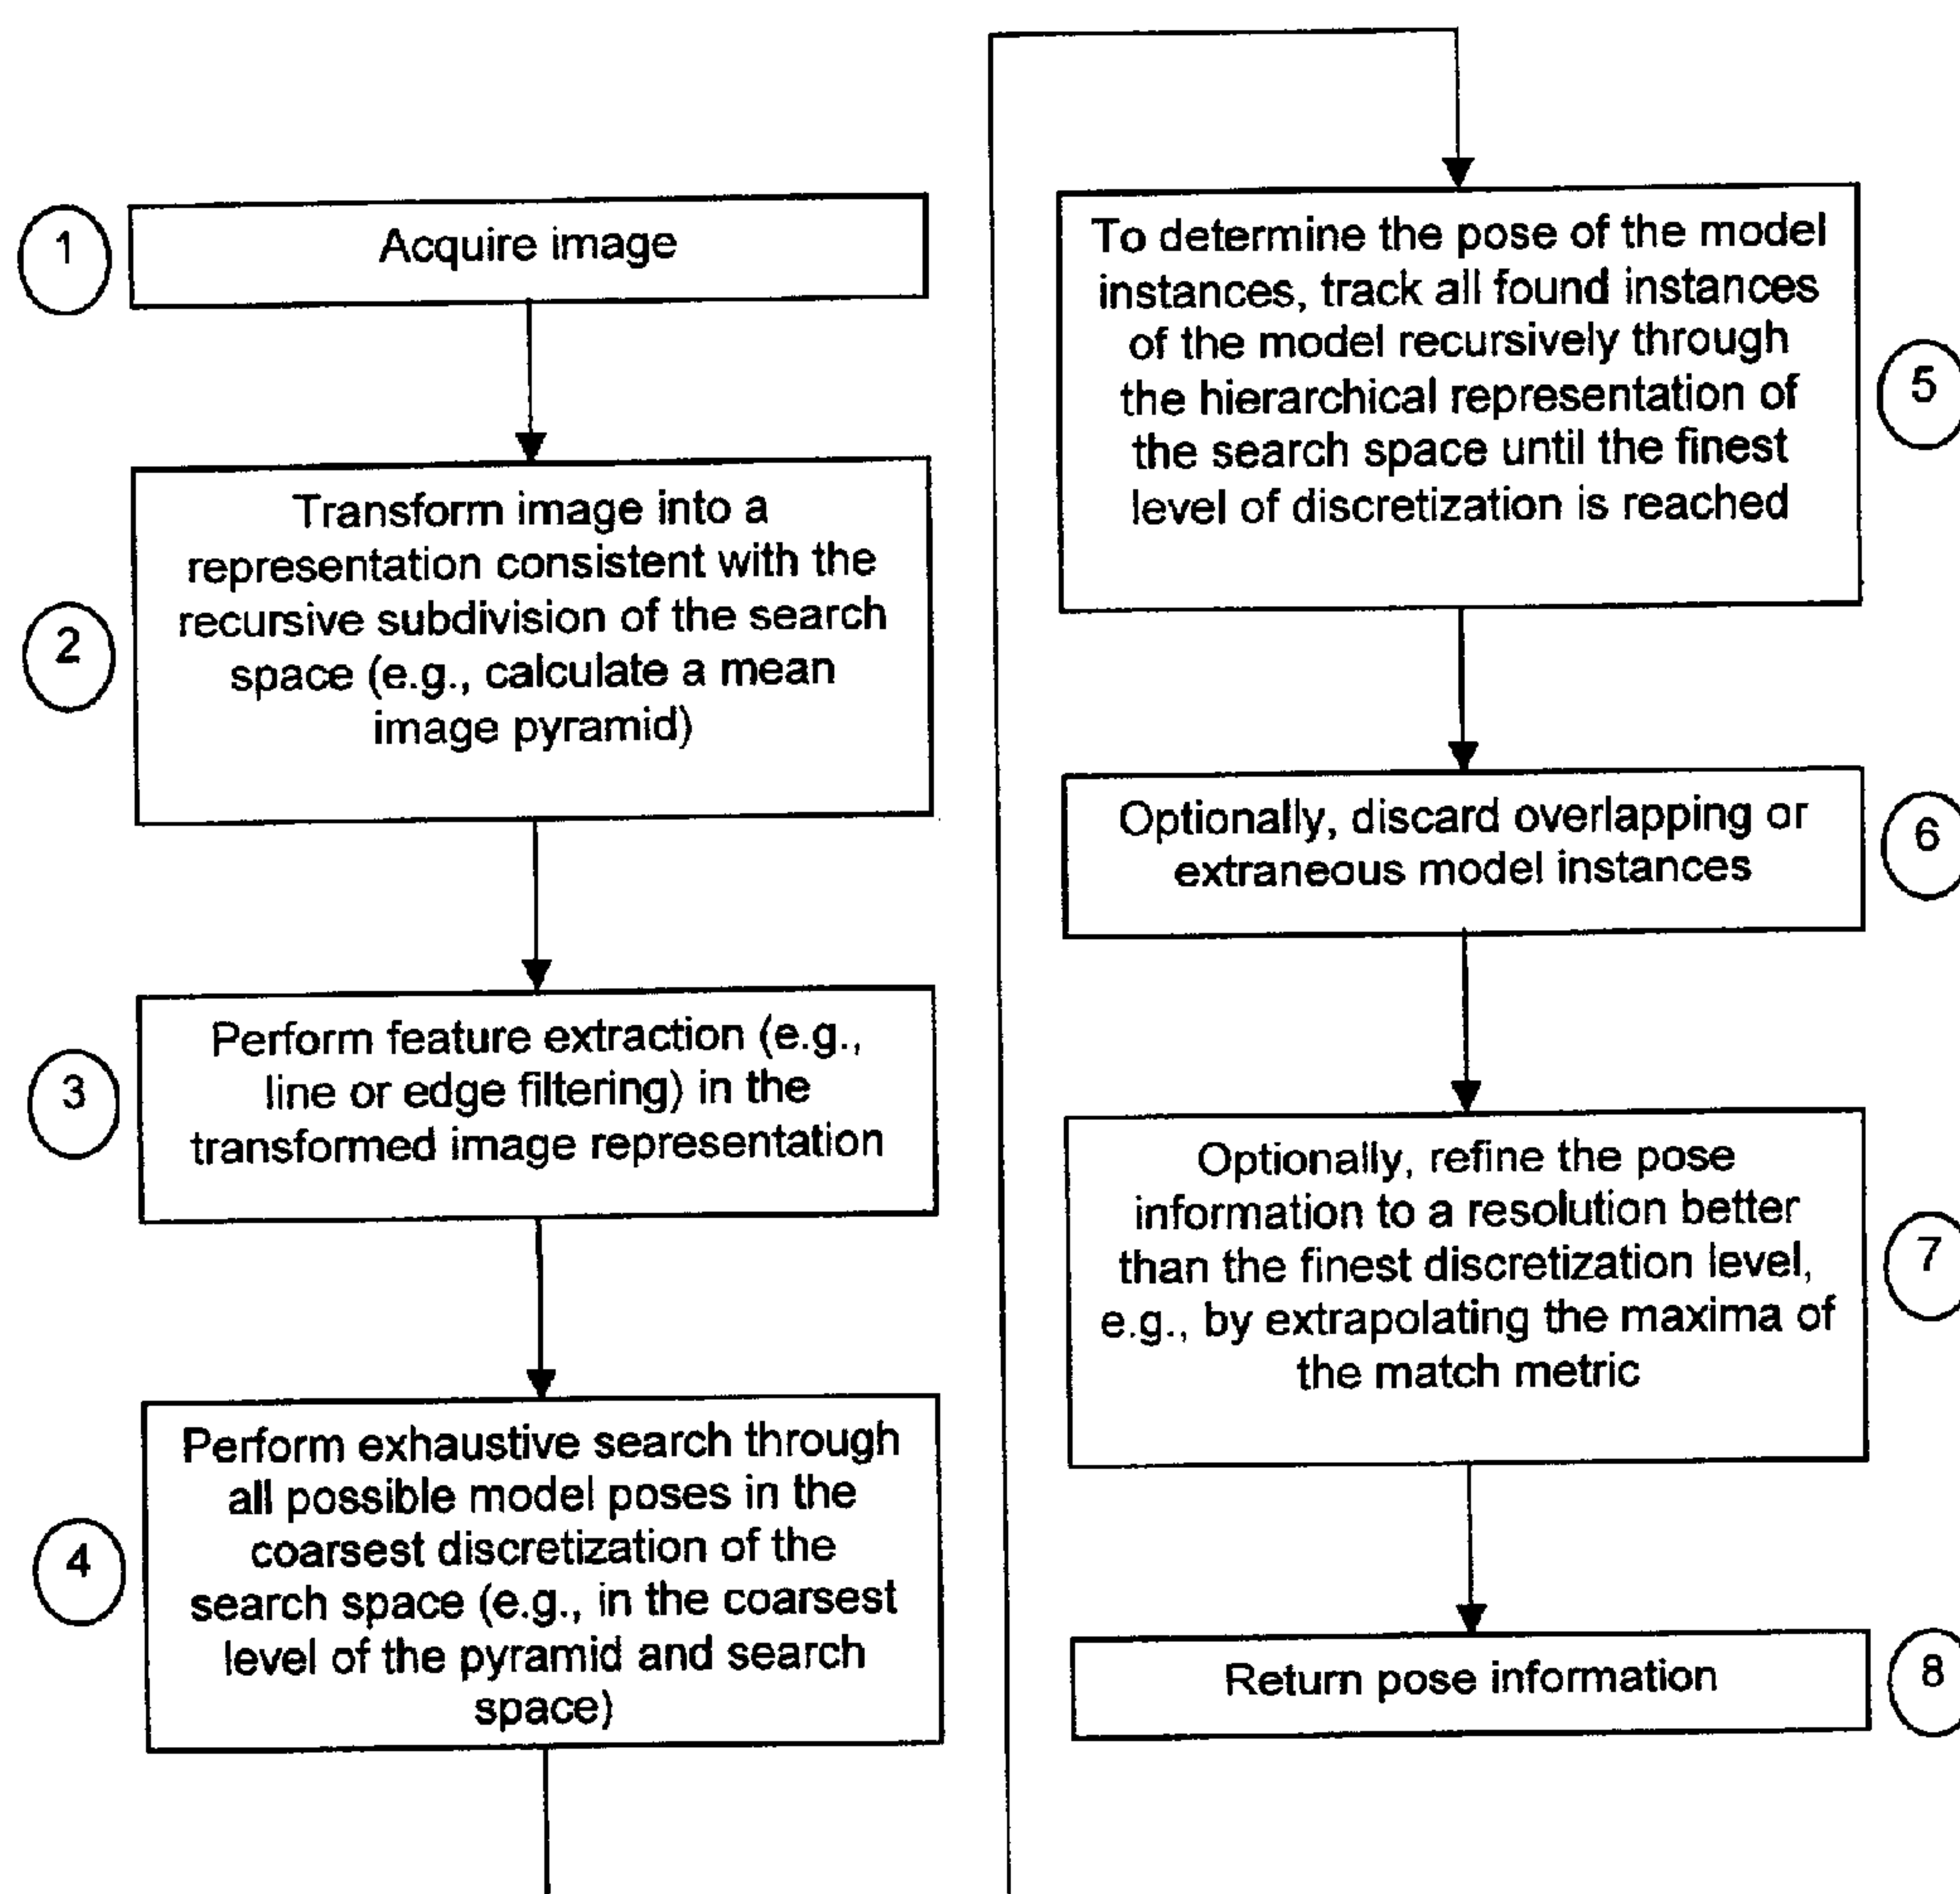 1
Acquire image
2
Transform image into a
representation consistent with the
recursive subdivision of the search
space (e.g., calculate a mean
image pyramid)
3
Perform feature extraction (e.g.,
line or edge filtering) in the
transformed image representation
4
Perform exhaustive search through
all possible model poses in the
coarsest discretization of the
search space (e.g., in the coarsest
level of the pyramid and search
space)
To determine the pose of the model
instances, track all found instances
of the model recursively through
the hierarchical representation of
the search space until the finest
level of discretization is reached
5
Optionally, discard overlapping or
extraneous model instances
6
Optionally, refine the pose
information to a resolution better
than the finest discretization level,
e.g., by extrapolating the maxima of
the match metric
7
Return pose information
8